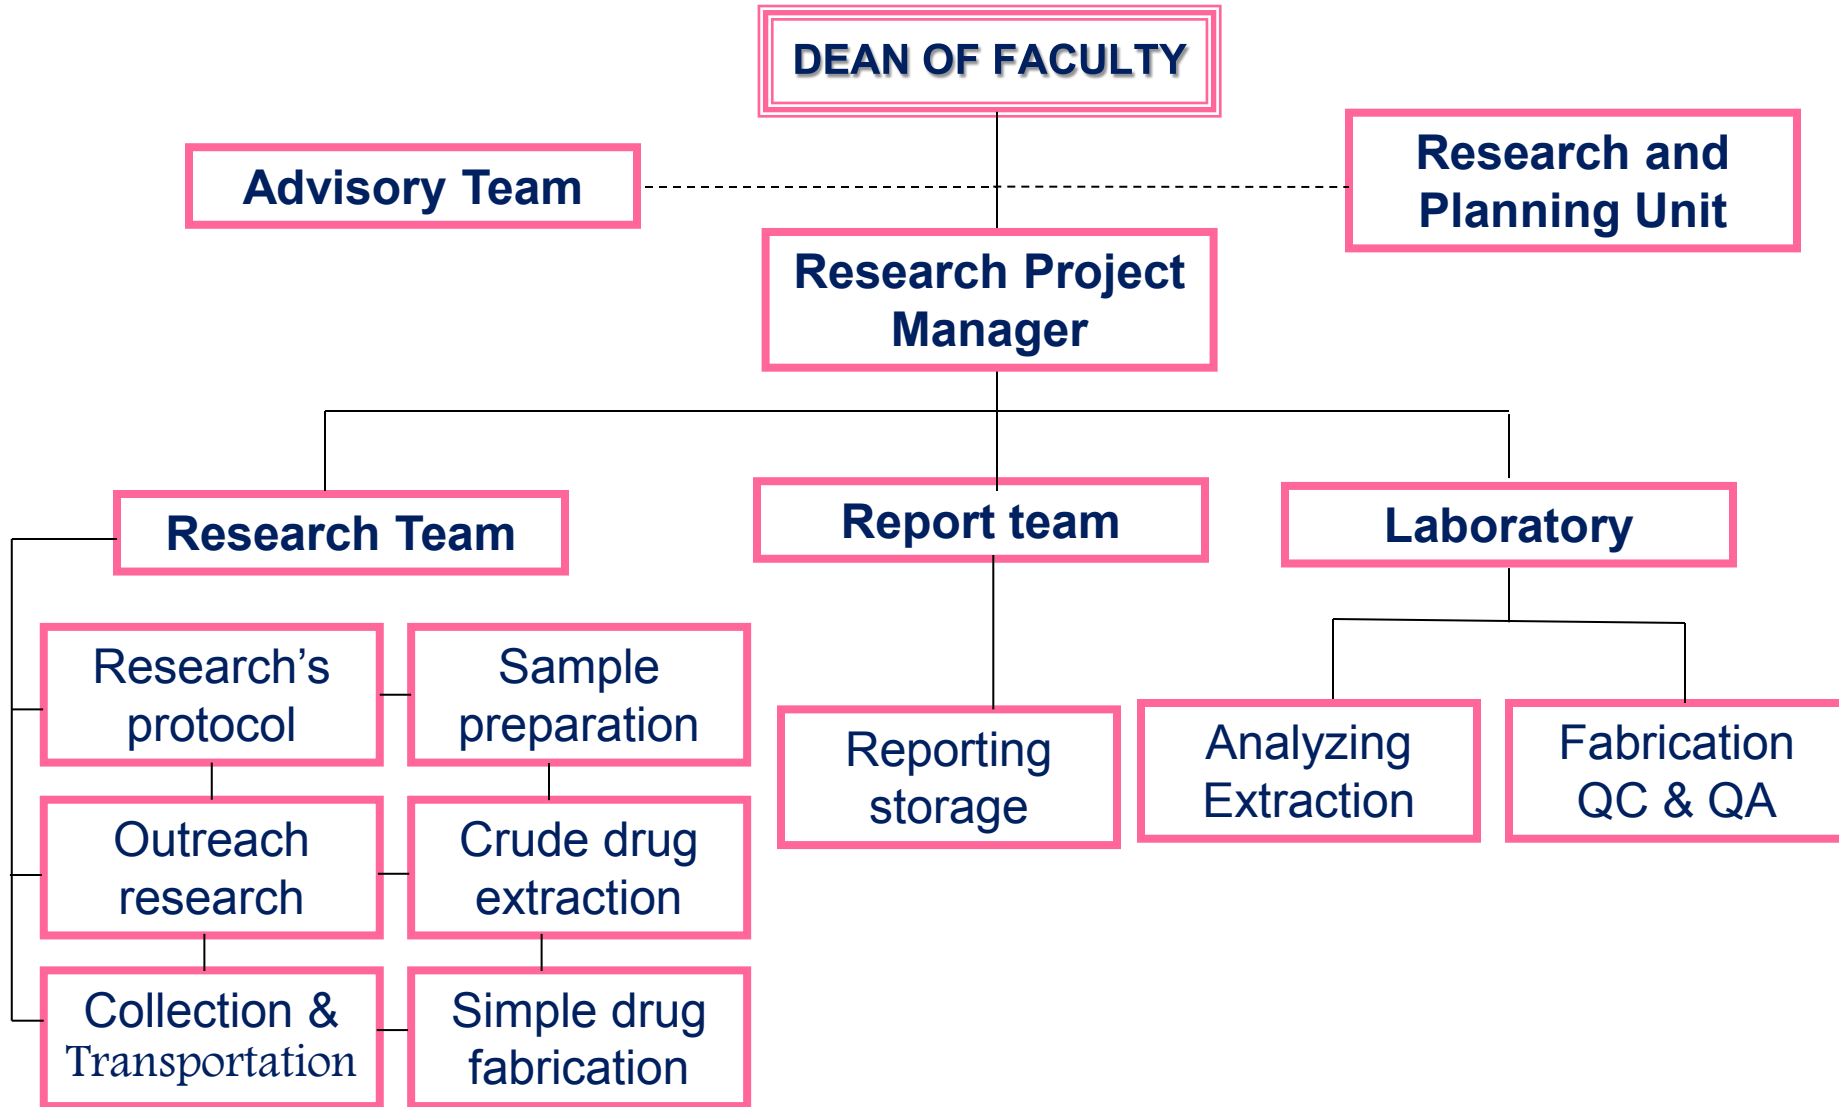 DEAN OF FACULTY
Advisory Team
Research and
Planning Unit
Research Project
Manager
Research Team
Report team
Laboratory
Research’s
protocol
Sample
preparation
Reporting
storage
Analyzing
Extraction
Fabrication
QC & QA
Outreach
research
Crude drug
extraction
Collection &
Transportation
Simple drug
fabrication